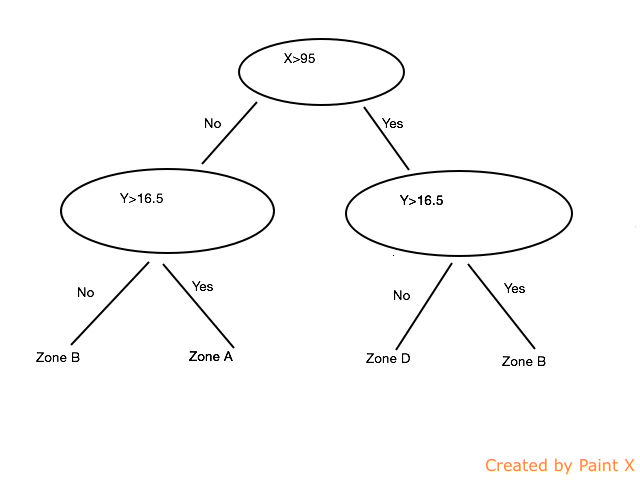 X>95
No
Yes
Y>16.5
Y>16.5
No
Yes
No
Yes
Zone B
Zone A
Zone D
Zone B
Created by Paint X